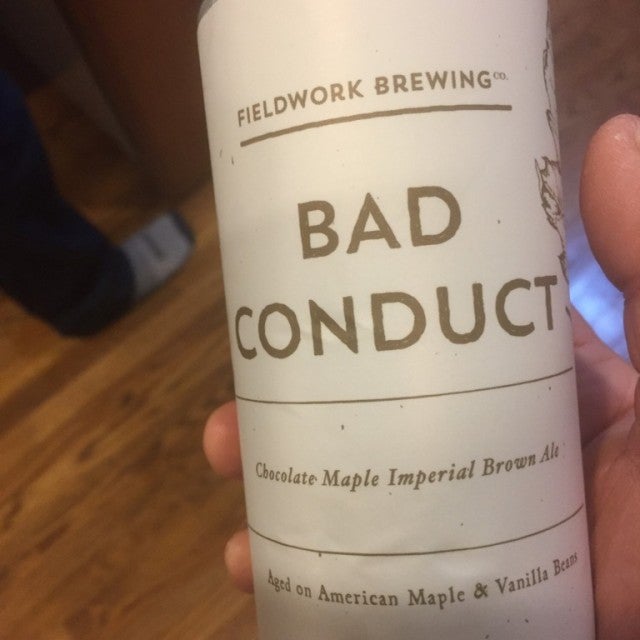 FIELDWORK BREWING CO.
BAD
CONDUCT
Chocolate Maple Imperial Brown Ale
Aged on American Maple & Vanilla Beans